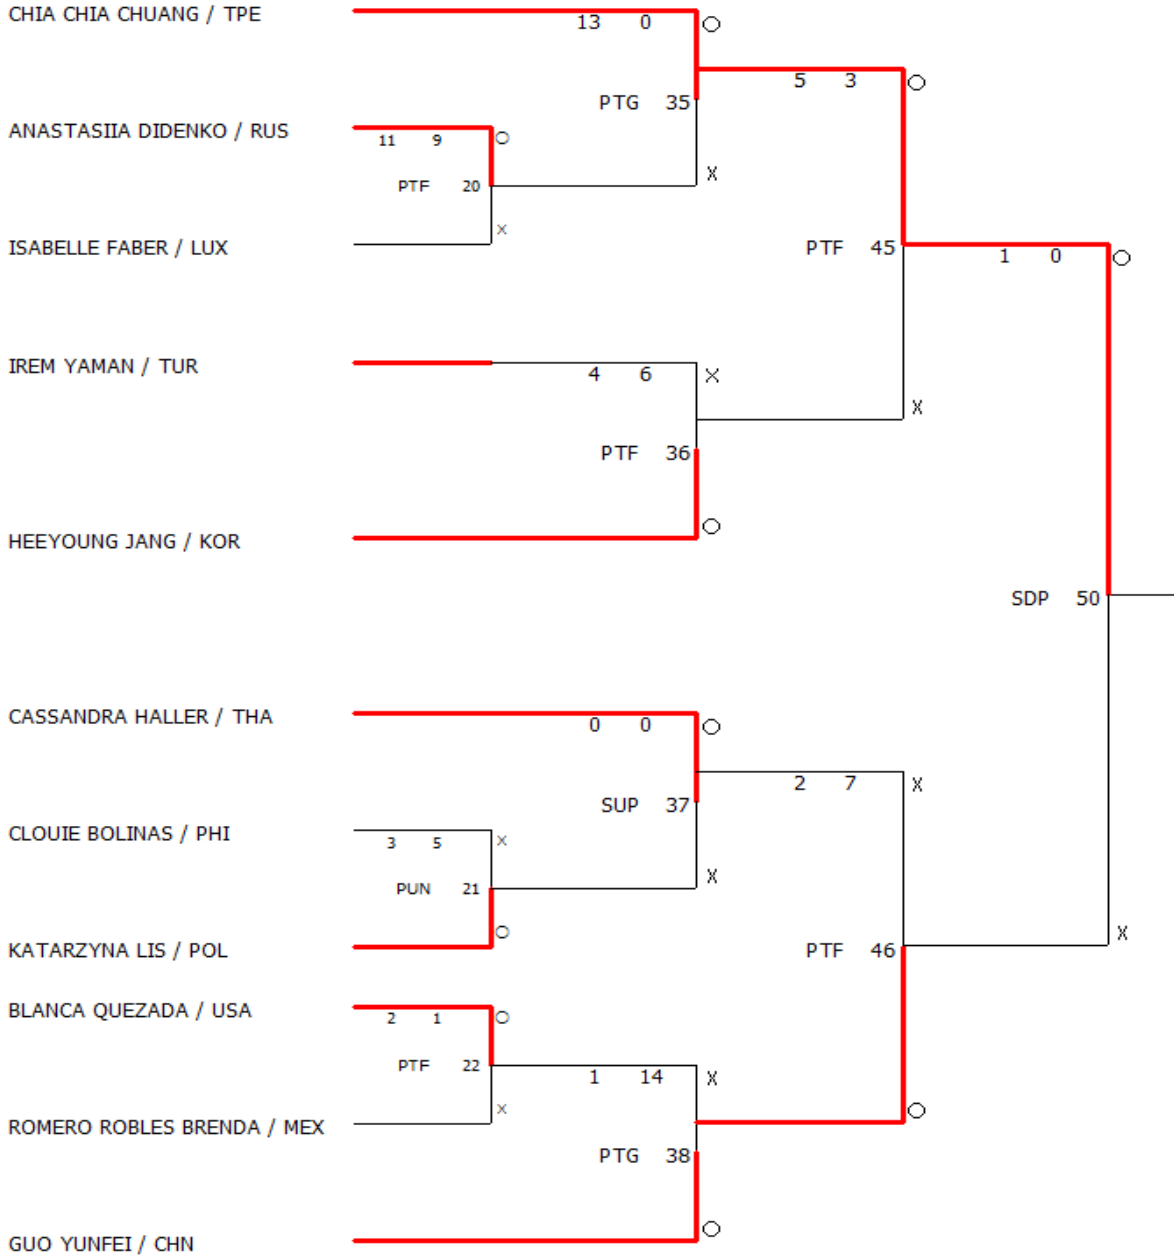 CHIA CHIA CHUANG / TPE
13 0 O
5 3 O
PTG 35
ANASTASIIA DIDENKO / RUS
11 9 O
X
PTF 20
X
ISABELLE FABER / LUX
PTF 45
1 0 O
IREM YAMAN / TUR
4 6 X
X
PTF 36
HEEYOUNG JANG / KOR
O
SDP 50
CASSANDRA HALLER / THA
0 0 O
2 7 X
SUP 37
CLOUIE BOLINAS / PHI
3 5 X
X
PUN 21
O
X
KATARZYNA LIS / POL
PTF 46
BLANCA QUEZADA / USA
2 1 O
PTF 22
1 14 X
X
O
ROMERO ROBLES BRENDA / MEX
PTG 38
O
GUO YUNFEI / CHN